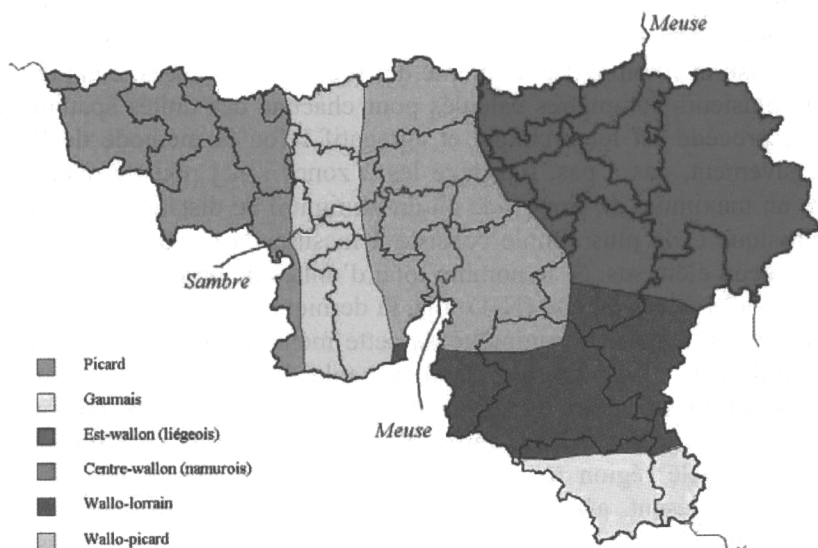 Meuse
Sambre
Meuse
Picard
Gaumais
Est-wallon (liégeois)
Centre-wallon (namurois)
Wallo-lorrain
Wallo-picard